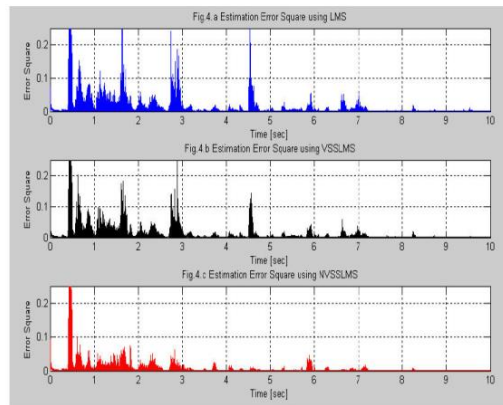 Fig.4.a Estimation Error Square using LMS
Error Square
0.2
0.1
0
0 1 2 3 4 5 6 7 8 9 10
Time [sec]
Fig.4.b Estimation Error Square using VSSLMS
Error Square
0.2
0.1
0
0 1 2 3 4 5 6 7 8 9 10
Time [sec]
Fig.4.c Estimation Error Square using NVSSLMS
Error Square
0.2
0.1
0
0 1 2 3 4 5 6 7 8 9 10
Time [sec]